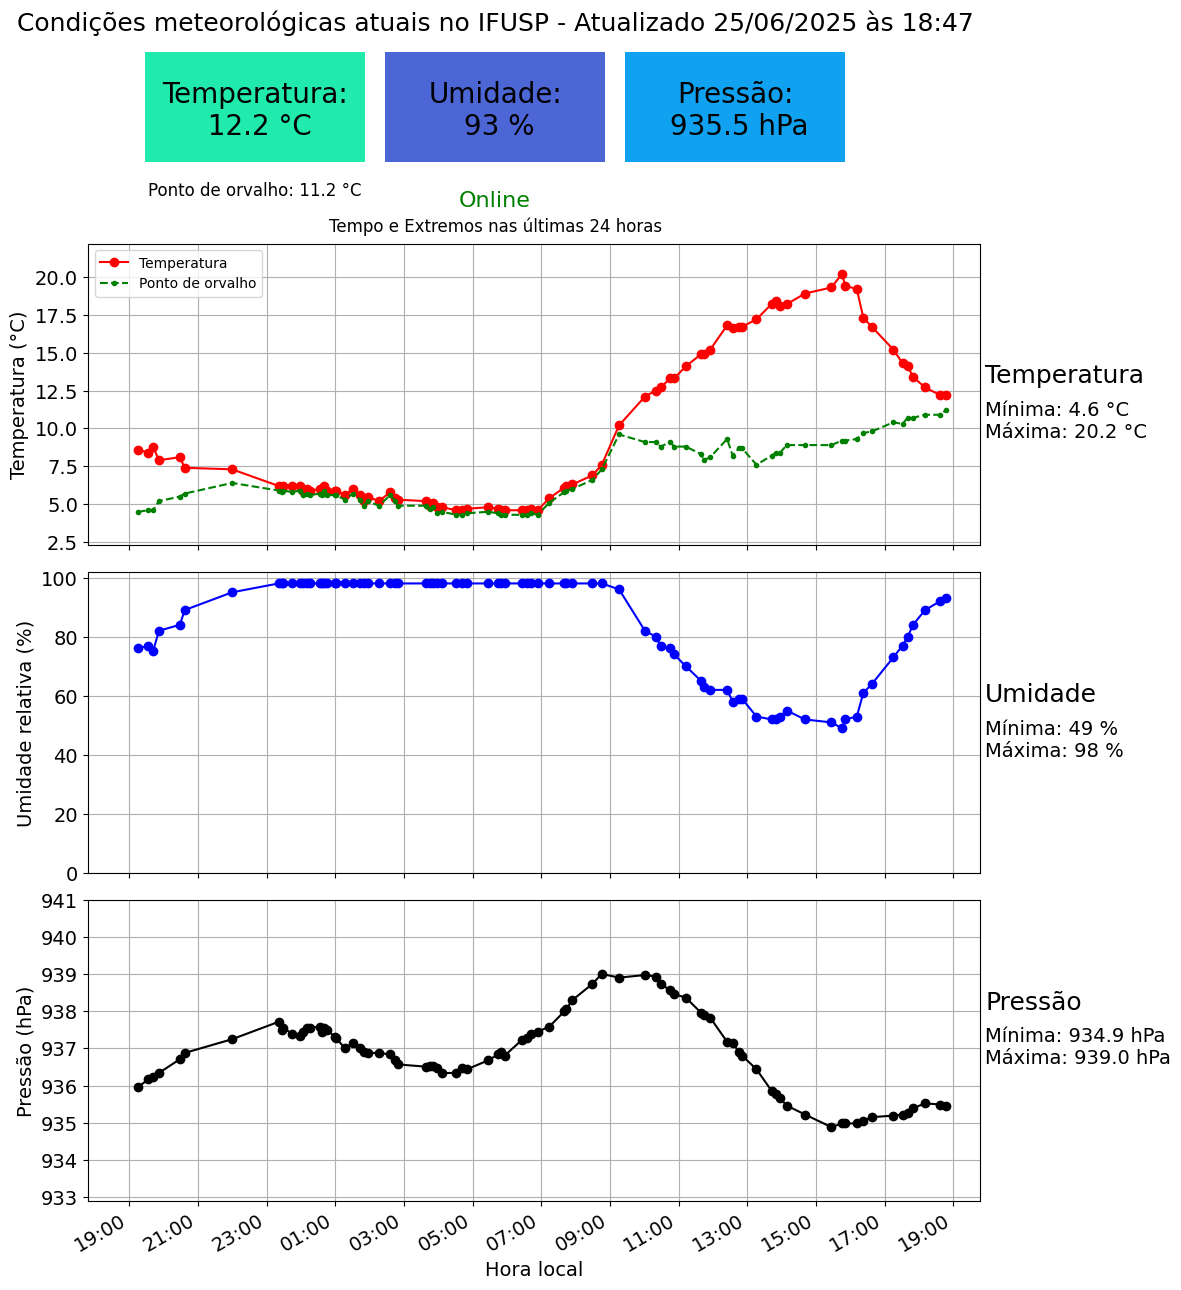 Condições meteorológicas atuais no IFUSP - Atualizado 25/06/2025 às 18:47
Temperatura:
12.2 °C
Umidade:
93 %
Pressão:
935.5 hPa
Ponto de orvalho: 11.2 °C
Online
Tempo e Extremos nas últimas 24 horas
Temperatura
Ponto de orvalho
20.0
17.5
15.0
12.5
10.0
7.5
5.0
2.5
Temperatura (°C)
Temperatura
Mínima: 4.6 °C
Máxima: 20.2 °C
100
80
60
40
20
0
Umidade relativa (%)
Umidade
Mínima: 49 %
Máxima: 98 %
941
940
939
938
937
936
935
934
933
Pressão (hPa)
Pressão
Mínima: 934.9 hPa
Máxima: 939.0 hPa
19:00 21:00 23:00 01:00 03:00 05:00 07:00 09:00 11:00 13:00 15:00 17:00 19:00
Hora local